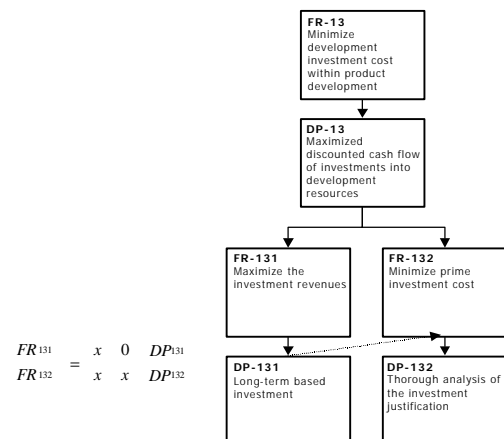 FR-13
Minimize
development
investment cost
within product
development
DP-13
Maximized
discounted cash flow
of investments into
development
resources
FR-131
Maximize the
investment revenues
FR-132
Minimize prime
investment cost
FR131 = x 0 DP131
FR132 x x DP132
DP-131
Long-term based
investment
DP-132
Thorough analysis of
the investment
justification